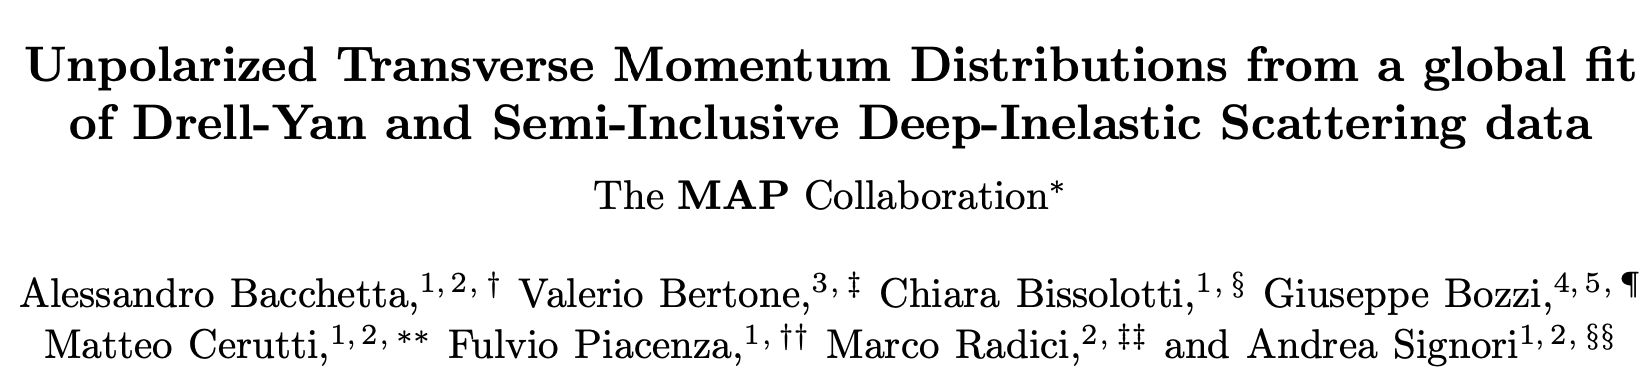 Unpolarized Transverse Momentum Distributions from a global fit
of Drell-Yan and Semi-Inclusive Deep-Inelastic Scattering data
The MAP Collaboration*
Alessandro Bacchetta,1, 2, † Valerio Bertone,3, ‡ Chiara Bissolotti,1, § Giuseppe Bozzi,4, 5, ¶
Matteo Cerutti,1, 2, ** Fulvio Piacenza,1, †† Marco Radici,2, ‡‡ and Andrea Signori1, 2, §§